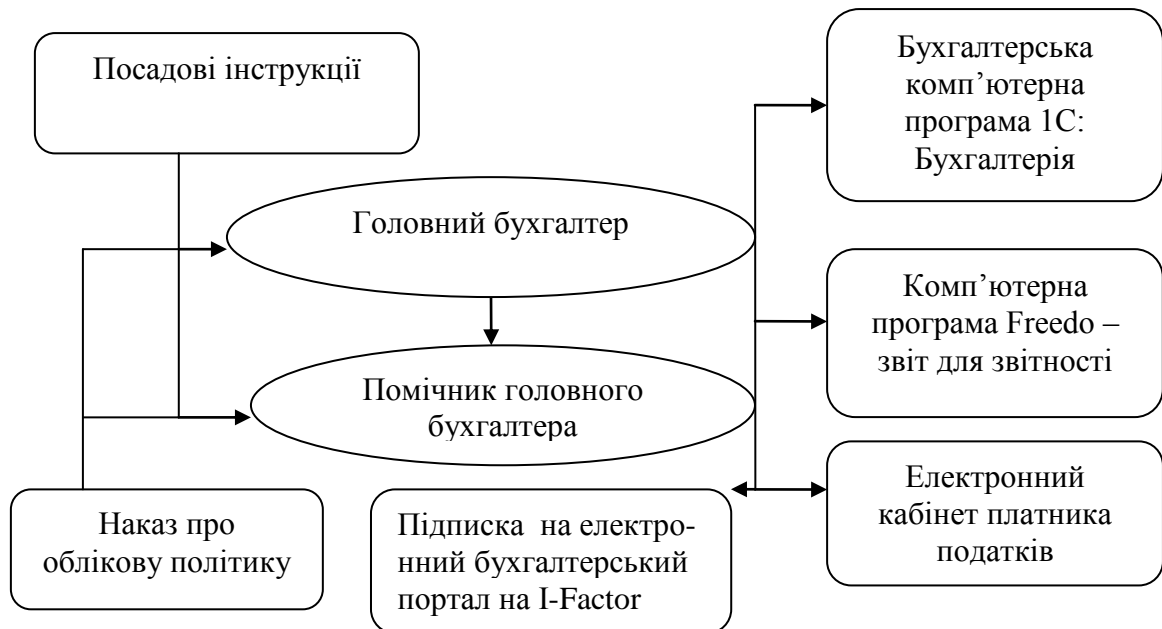 Посадові інструкції
Бухгалтерська
комп’ютерна
програма 1С:
Бухгалтерія
Головний бухгалтер
Комп’ютерна
програма Freedo –
звіт для звітності
Помічник головного
бухгалтера
Наказ про
облікову політику
Підписка на електро-
нний бухгалтерський
портал на I-Factor
Електронний
кабінет платника
податків